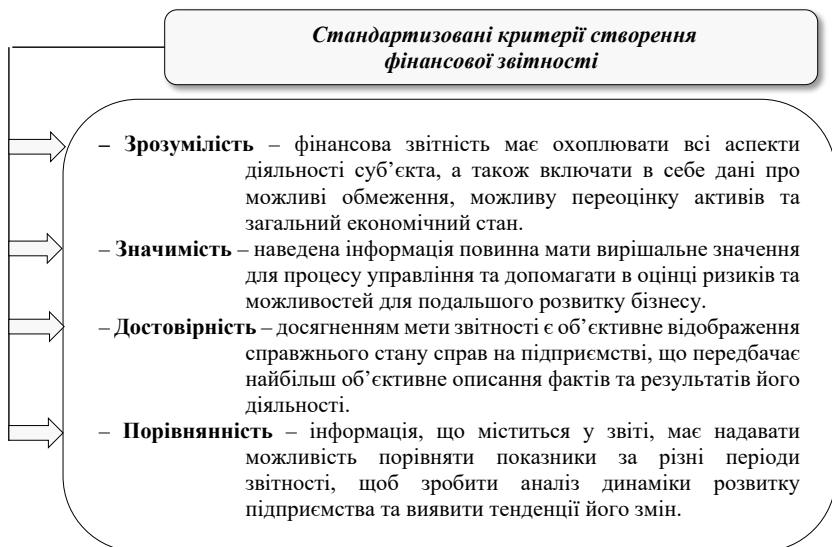 Стандартизовані критерії створення
фінансової звітності
– Зрозумілість – фінансова звітність має охоплювати всі аспекти
діяльності суб’єкта, а також включати в себе дані про
можливі обмеження, можливу переоцінку активів та
загальний економічний стан.
– Значимість – наведена інформація повинна мати вирішальне значення
для процесу управління та допомагати в оцінці ризиків та
можливостей для подальшого розвитку бізнесу.
– Достовірність – досягненням мети звітності є об’єктивне відображення
справжнього стану справ на підприємстві, що передбачає
найбільш об’єктивне описання фактів та результатів його
діяльності.
– Порівнянність – інформація, що міститься у звіті, має надавати
можливість порівняти показники за різні періоди
звітності, щоб зробити аналіз динаміки розвитку
підприємства та виявити тенденції його змін.